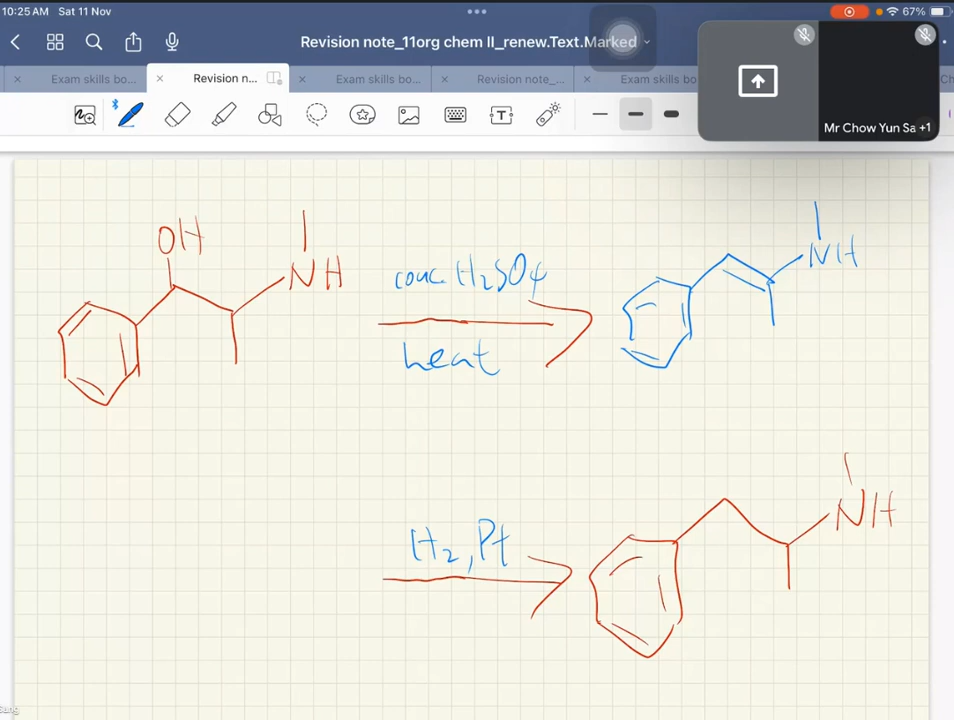 10:25 AM Sat 11 Nov
67%
Revision note_11org chem II_renew.Text.Marked
Exam skills bo...
Revision n...
Exam skills bo...
Revision note_...
Exam skills bo
Ch
T
Mr Chow Yun Sa +1
OH
NH
conc. H2SO4
heat
NH
H2, Pt
NH
Sang